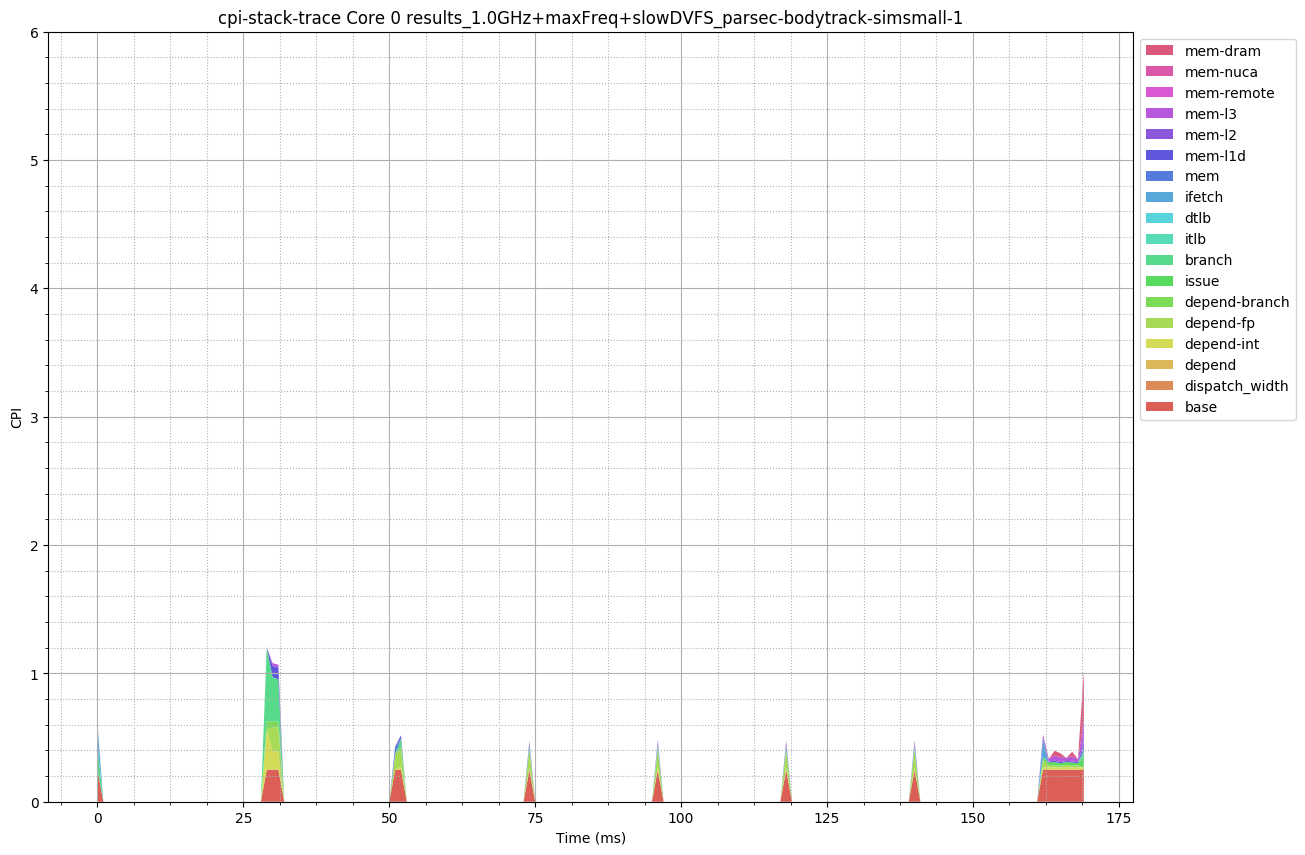 cpi-stack-trace Core 0 results_1.0GHz+maxFreq+slowDVFS_parsec-bodytrack-simsmall-1
6
5
4
3
2
1
0
CPI
0 25 50 75 100 125 150 175
Time (ms)
mem-dram
mem-nuca
mem-remote
mem-l3
mem-l2
mem-l1d
mem
ifetch
dtlb
itlb
branch
issue
depend-branch
depend-fp
depend-int
depend
dispatch_width
base